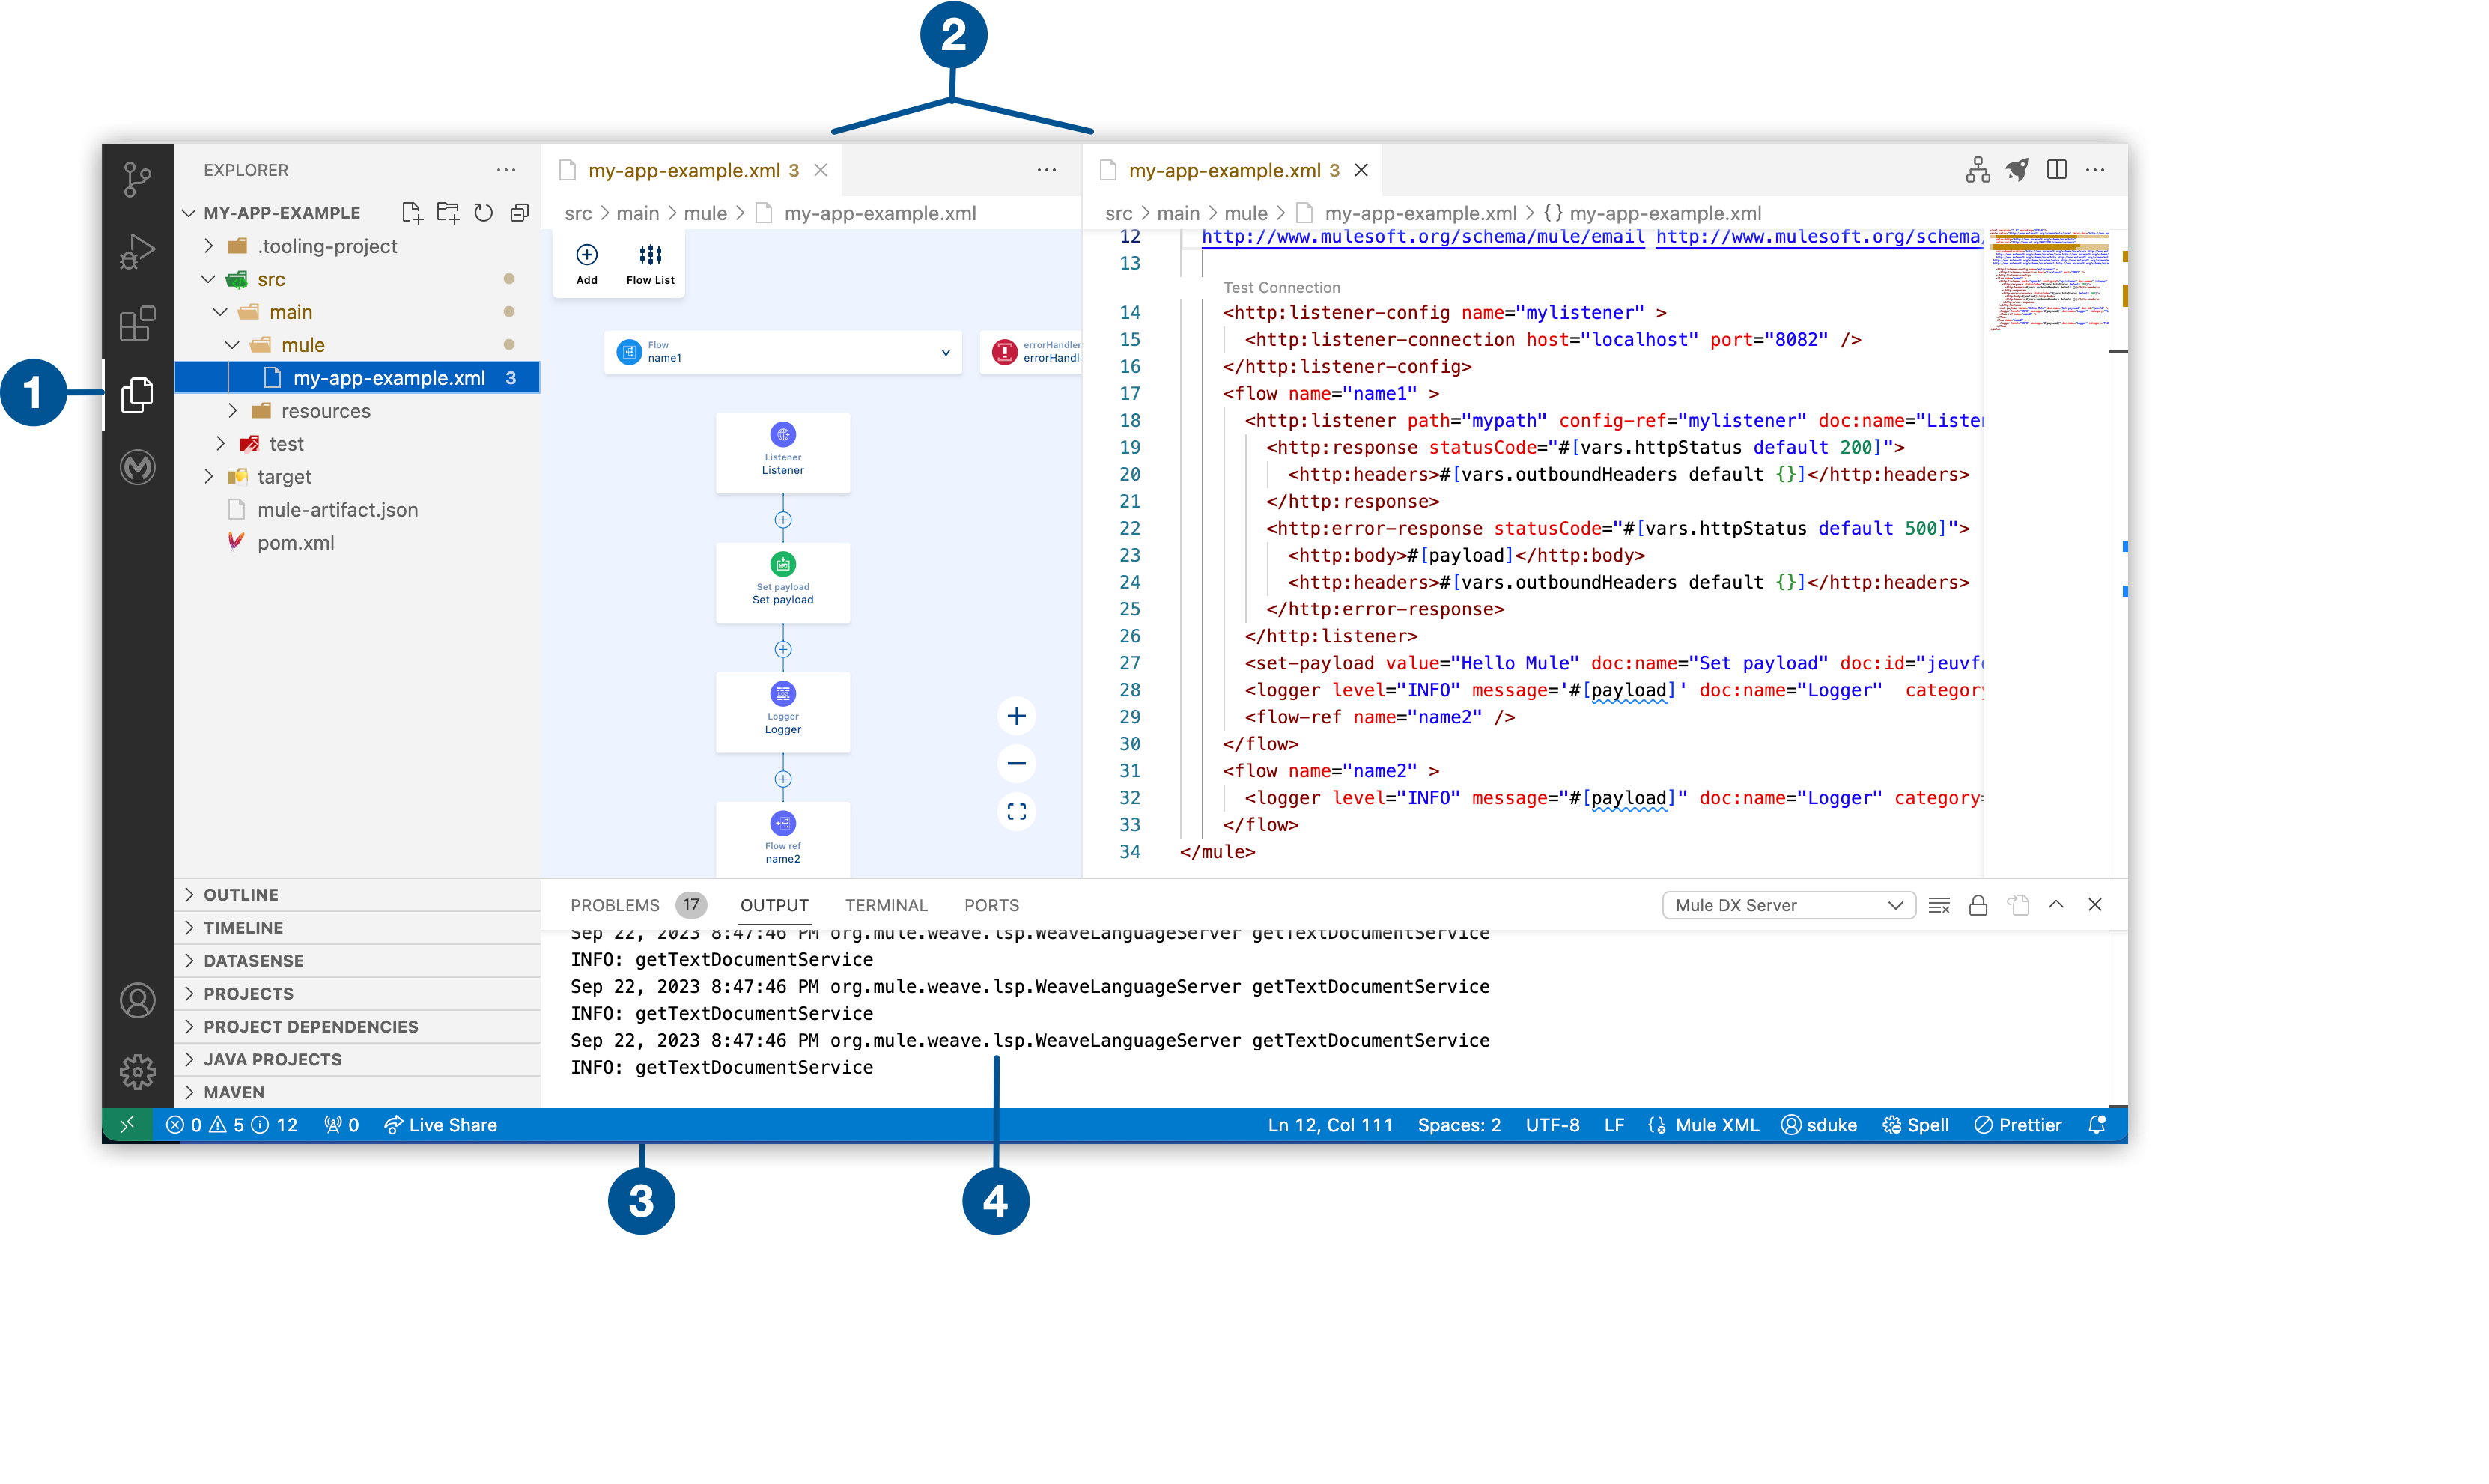 2
1
EXPLORER
MY-APP-EXAMPLE
.tooling-project
src
main
mule
my-app-example.xml 3
resources
test
target
mule-artifact.json
pom.xml
OUTLINE
TIMELINE
DATASENSE
PROJECTS
PROJECT DEPENDENCIES
JAVA PROJECTS
MAVEN
my-app-example.xml 3
src > main > mule > my-app-example.xml
Add
Flow List
Flow
name1
errorHandler
Listener
Listener
Set payload
Set payload
Logger
Logger
Flow ref
name2
my-app-example.xml 3
src > main > mule > my-app-example.xml > {} my-app-example.xml
12 http://www.mulesoft.org/schema/mule/email http://www.mulesoft.org/schema/
13
Test Connection
14 <http:listener-config name="mylistener" >
15 <http:listener-connection host="localhost" port="8082" />
16 </http:listener-config>
17 <flow name="name1" >
18 <http:listener path="mypath" config-ref="mylistener" doc:name="Listen
19 <http:response statusCode="#[vars.httpStatus default 200]">
20 <http:headers>#[vars.outboundHeaders default {}]</http:headers>
21 </http:response>
22 <http:error-response statusCode="#[vars.httpStatus default 500]">
23 <http:body>#[payload]</http:body>
24 <http:headers>#[vars.outboundHeaders default {}]</http:headers>
25 </http:error-response>
26 </http:listener>
27 <set-payload value="Hello Mule" doc:name="Set payload" doc:id="jeuvf
28 <logger level="INFO" message='#[payload]' doc:name="Logger" category
29 <flow-ref name="name2" />
30 </flow>
31 <flow name="name2" >
32 <logger level="INFO" message="#[payload]" doc:name="Logger" category=
33 </flow>
34 </mule>
PROBLEMS 17 OUTPUT TERMINAL PORTS
Mule DX Server
Sep 22, 2023 8:47:46 PM org.mule.weave.lsp.WeaveLanguageServer getTextDocumentService
INFO: getTextDocumentService
Sep 22, 2023 8:47:46 PM org.mule.weave.lsp.WeaveLanguageServer getTextDocumentService
INFO: getTextDocumentService
Sep 22, 2023 8:47:46 PM org.mule.weave.lsp.WeaveLanguageServer getTextDocumentService
INFO: getTextDocumentService
0 5 12 0 Live Share
Ln 12, Col 111 Spaces: 2 UTF-8 LF Mule XML sduke Spell Prettier
3
4